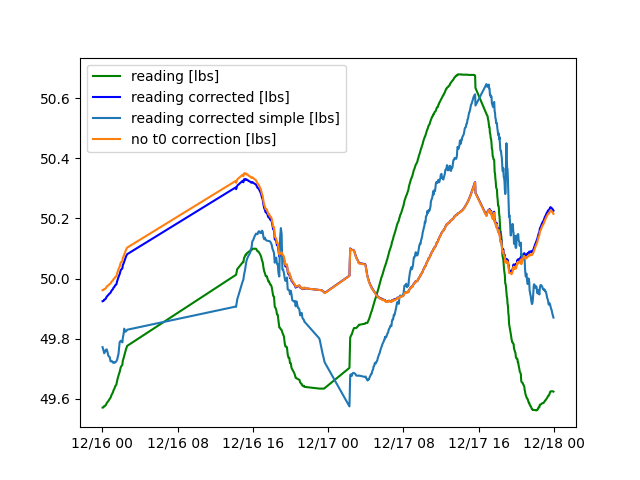 reading [lbs]
reading corrected [lbs]
reading corrected simple [lbs]
no t0 correction [lbs]
50.6
50.4
50.2
50.0
49.8
49.6
12/16 00 12/16 08 12/16 16 12/17 00 12/17 08 12/17 16 12/18 00